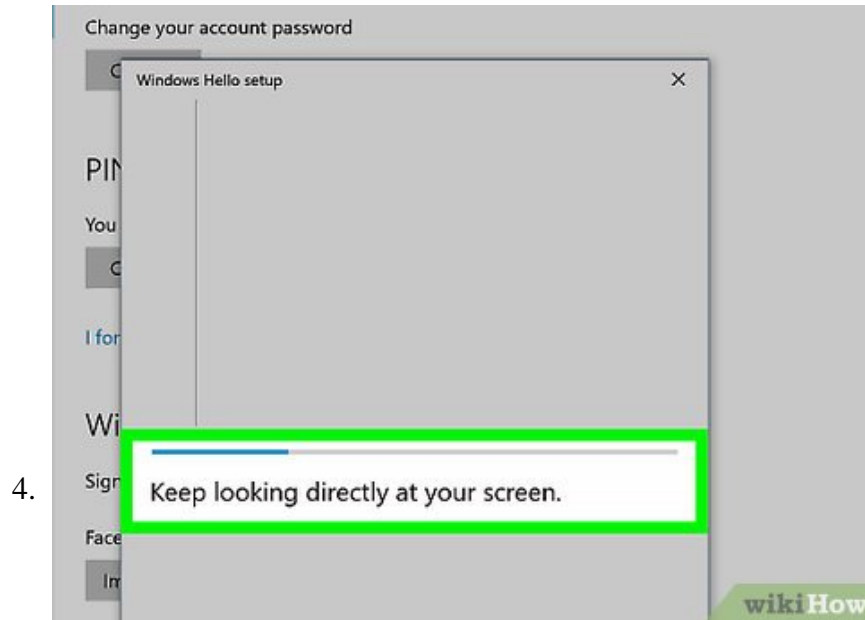 Change your account password
C
Windows Hello setup
PIN
You
C
I for
Wi
4.
Sign
Keep looking directly at your screen.
Face
Im
wikiHow